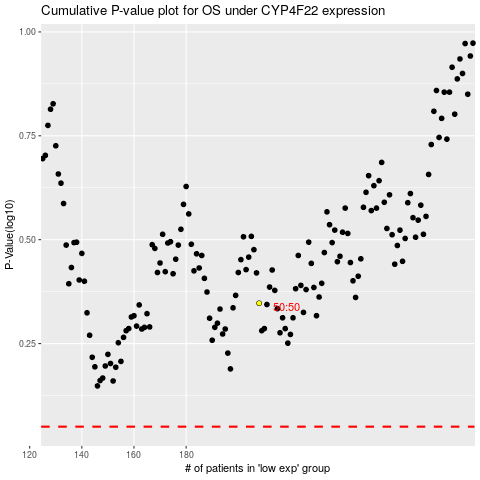 Cumulative P-value plot for OS under CYP4F22 expression
1.00
0.75
0.50
0.25
P-Value(log10)
50:50
120 140 160 180
# of patients in 'low exp' group